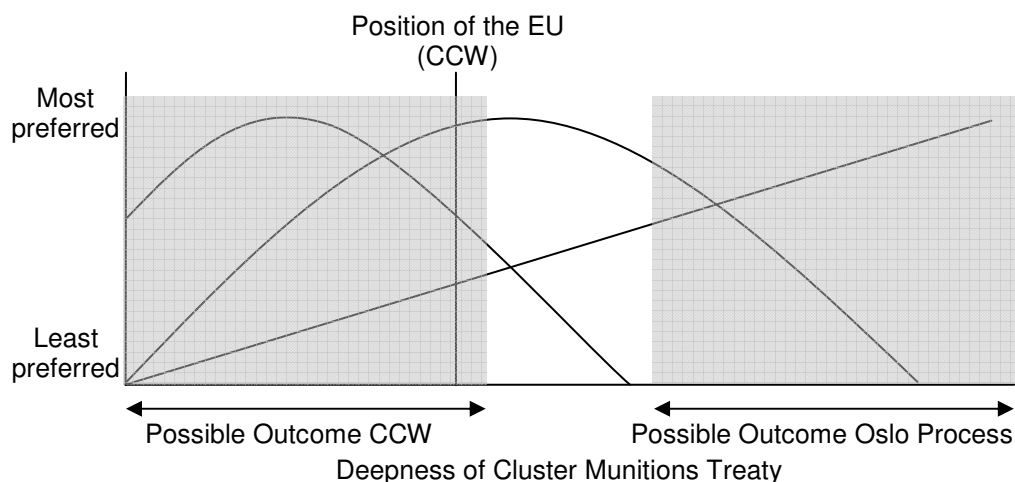 Position of the EU
(CCW)
Most
preferred
Least
preferred
Possible Outcome CCW
Possible Outcome Oslo Process
Deepness of Cluster Munitions Treaty